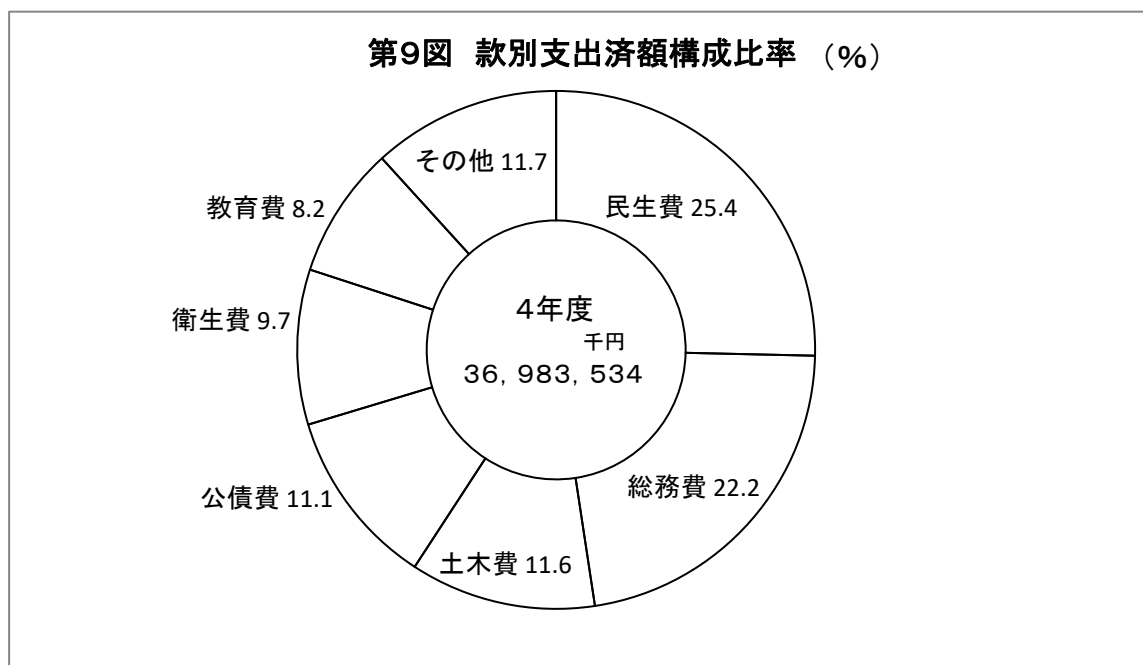 第9図 款別支出済額構成比率 (%)
その他 11.7
民生費 25.4
教育費 8.2
衛生費 9.7
4年度
千円
36,983,534
公債費 11.1
総務費 22.2
土木費 11.6